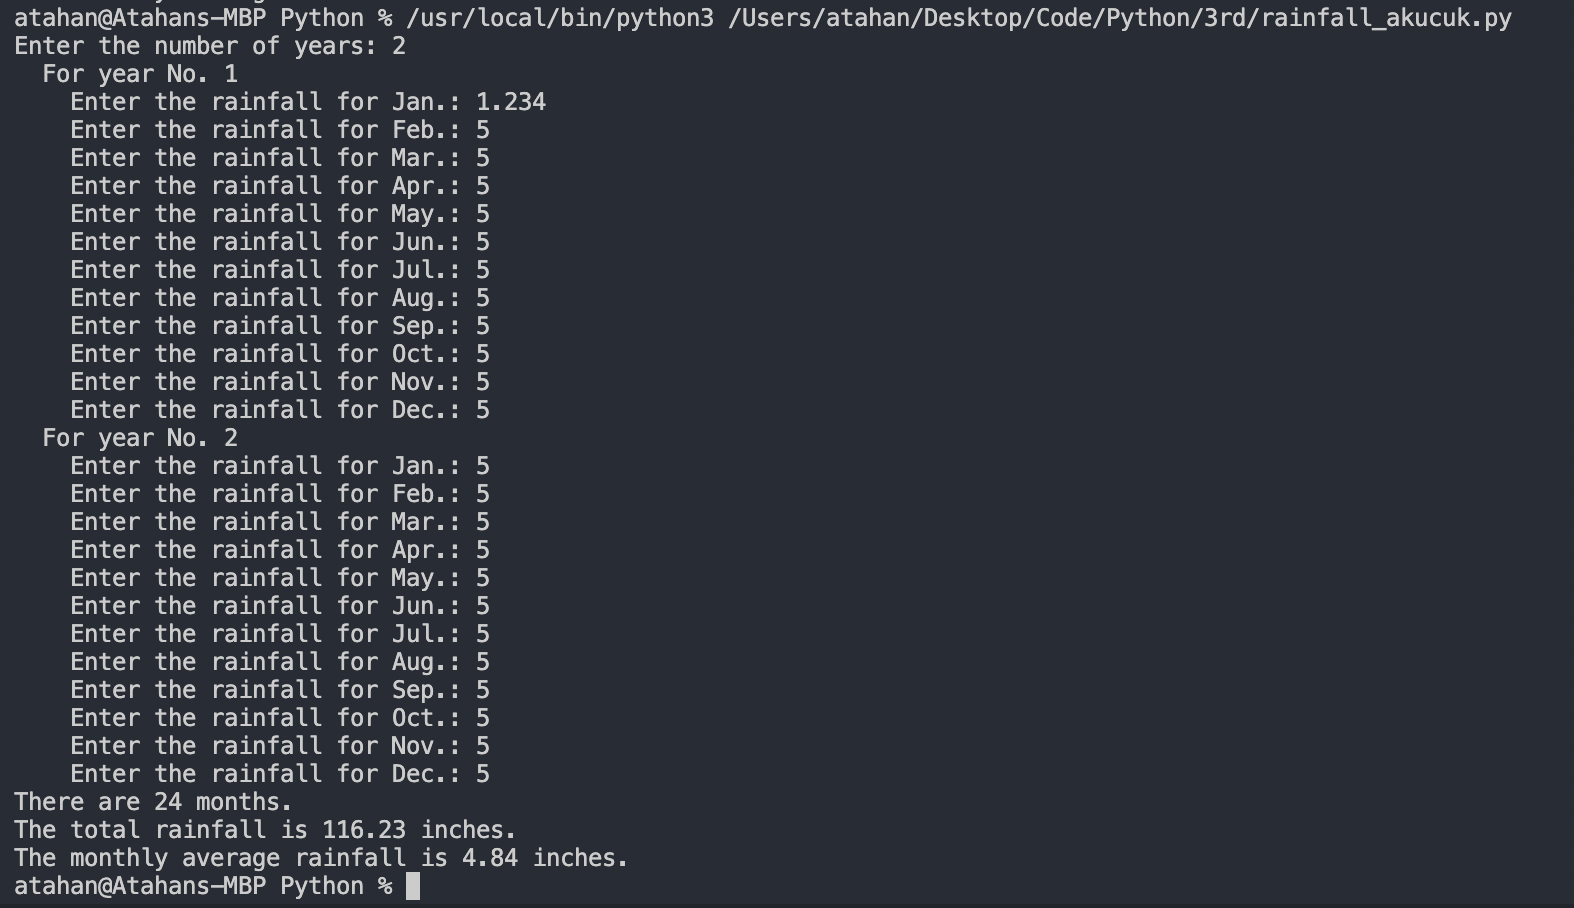 atahan@Atahans-MBP Python % /usr/local/bin/python3 /Users/atahan/Desktop/Code/Python/3rd/rainfall_akucuk.py
Enter the number of years: 2
  For year No. 1
    Enter the rainfall for Jan.: 1.234
    Enter the rainfall for Feb.: 5
    Enter the rainfall for Mar.: 5
    Enter the rainfall for Apr.: 5
    Enter the rainfall for May.: 5
    Enter the rainfall for Jun.: 5
    Enter the rainfall for Jul.: 5
    Enter the rainfall for Aug.: 5
    Enter the rainfall for Sep.: 5
    Enter the rainfall for Oct.: 5
    Enter the rainfall for Nov.: 5
    Enter the rainfall for Dec.: 5
  For year No. 2
    Enter the rainfall for Jan.: 5
    Enter the rainfall for Feb.: 5
    Enter the rainfall for Mar.: 5
    Enter the rainfall for Apr.: 5
    Enter the rainfall for May.: 5
    Enter the rainfall for Jun.: 5
    Enter the rainfall for Jul.: 5
    Enter the rainfall for Aug.: 5
    Enter the rainfall for Sep.: 5
    Enter the rainfall for Oct.: 5
    Enter the rainfall for Nov.: 5
    Enter the rainfall for Dec.: 5
There are 24 months.
The total rainfall is 116.23 inches.
The monthly average rainfall is 4.84 inches.
atahan@Atahans-MBP Python %